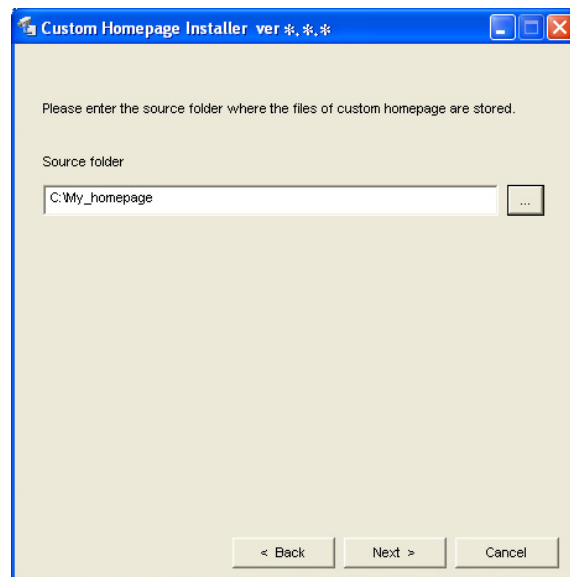 Custom Homepage Installer ver *.*.*
Please enter the source folder where the files of custom homepage are stored.
Source folder
C:\My_homepage
...
< Back
Next >
Cancel